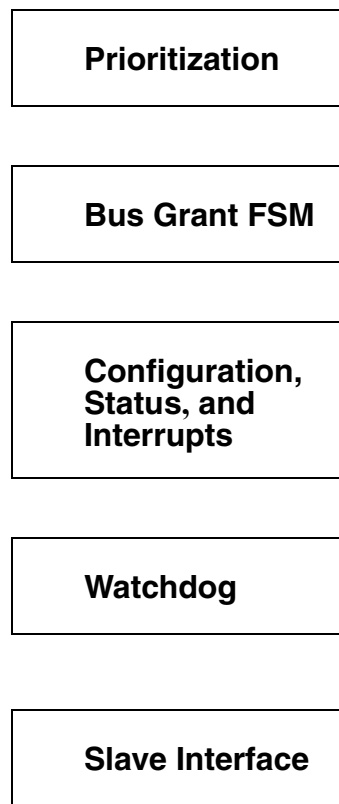 Prioritization
Bus Grant FSM
Configuration,
Status, and
Interrupts
Watchdog
Slave Interface